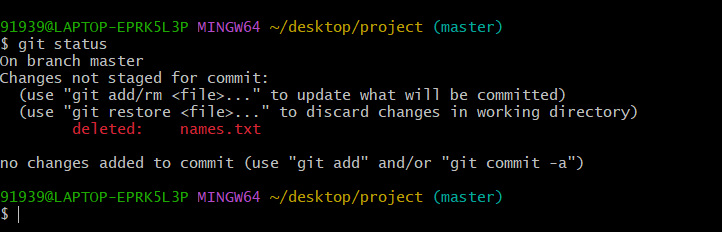 91939@LAPTOP-EPRK5L3P MINGW64 ~/desktop/project (master)
$ git status
On branch master
Changes not staged for commit:
  (use "git add/rm <file>..." to update what will be committed)
  (use "git restore <file>..." to discard changes in working directory)
        deleted:    names.txt

no changes added to commit (use "git add" and/or "git commit -a")

91939@LAPTOP-EPRK5L3P MINGW64 ~/desktop/project (master)
$